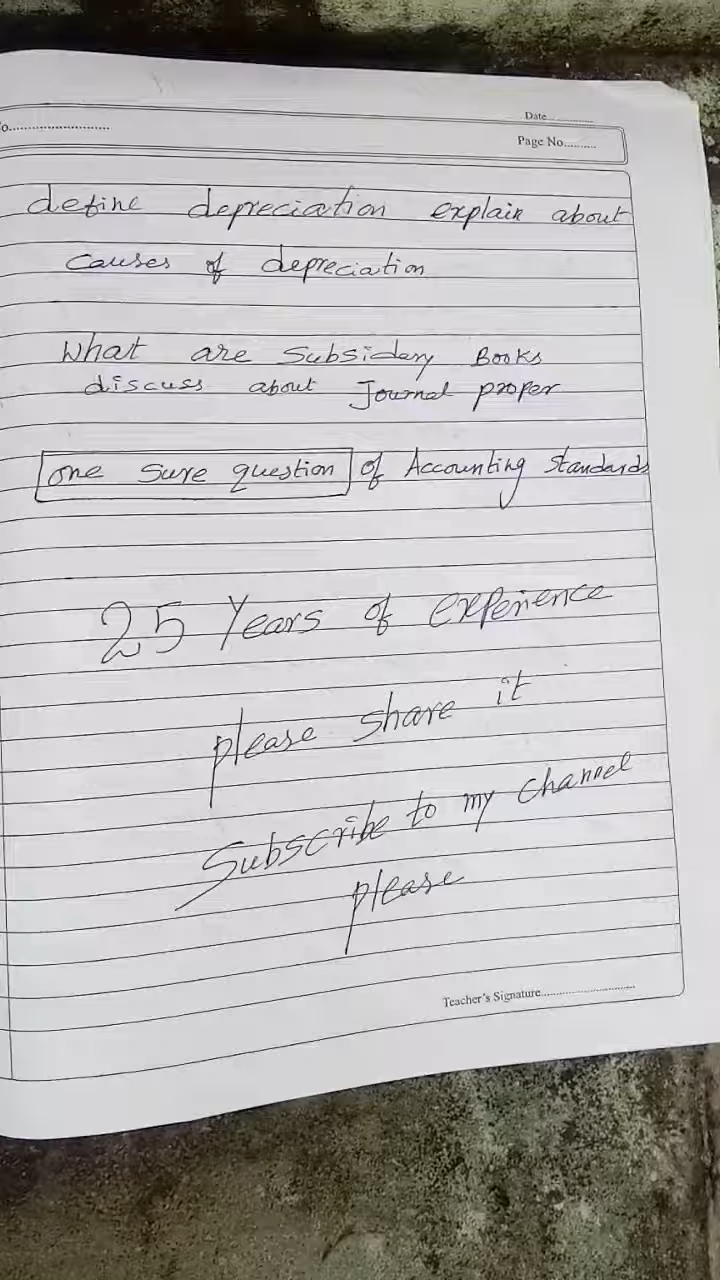 Date..............
o...........................
Page No..........
define depreciation explain about
causes of depreciation
What are Subsidary Books
discuss about Journal proper
one Sure question of Accounting Standards
25 Years of experience
please share it
Subscribe to my channel
please
Teacher's Signature..............................